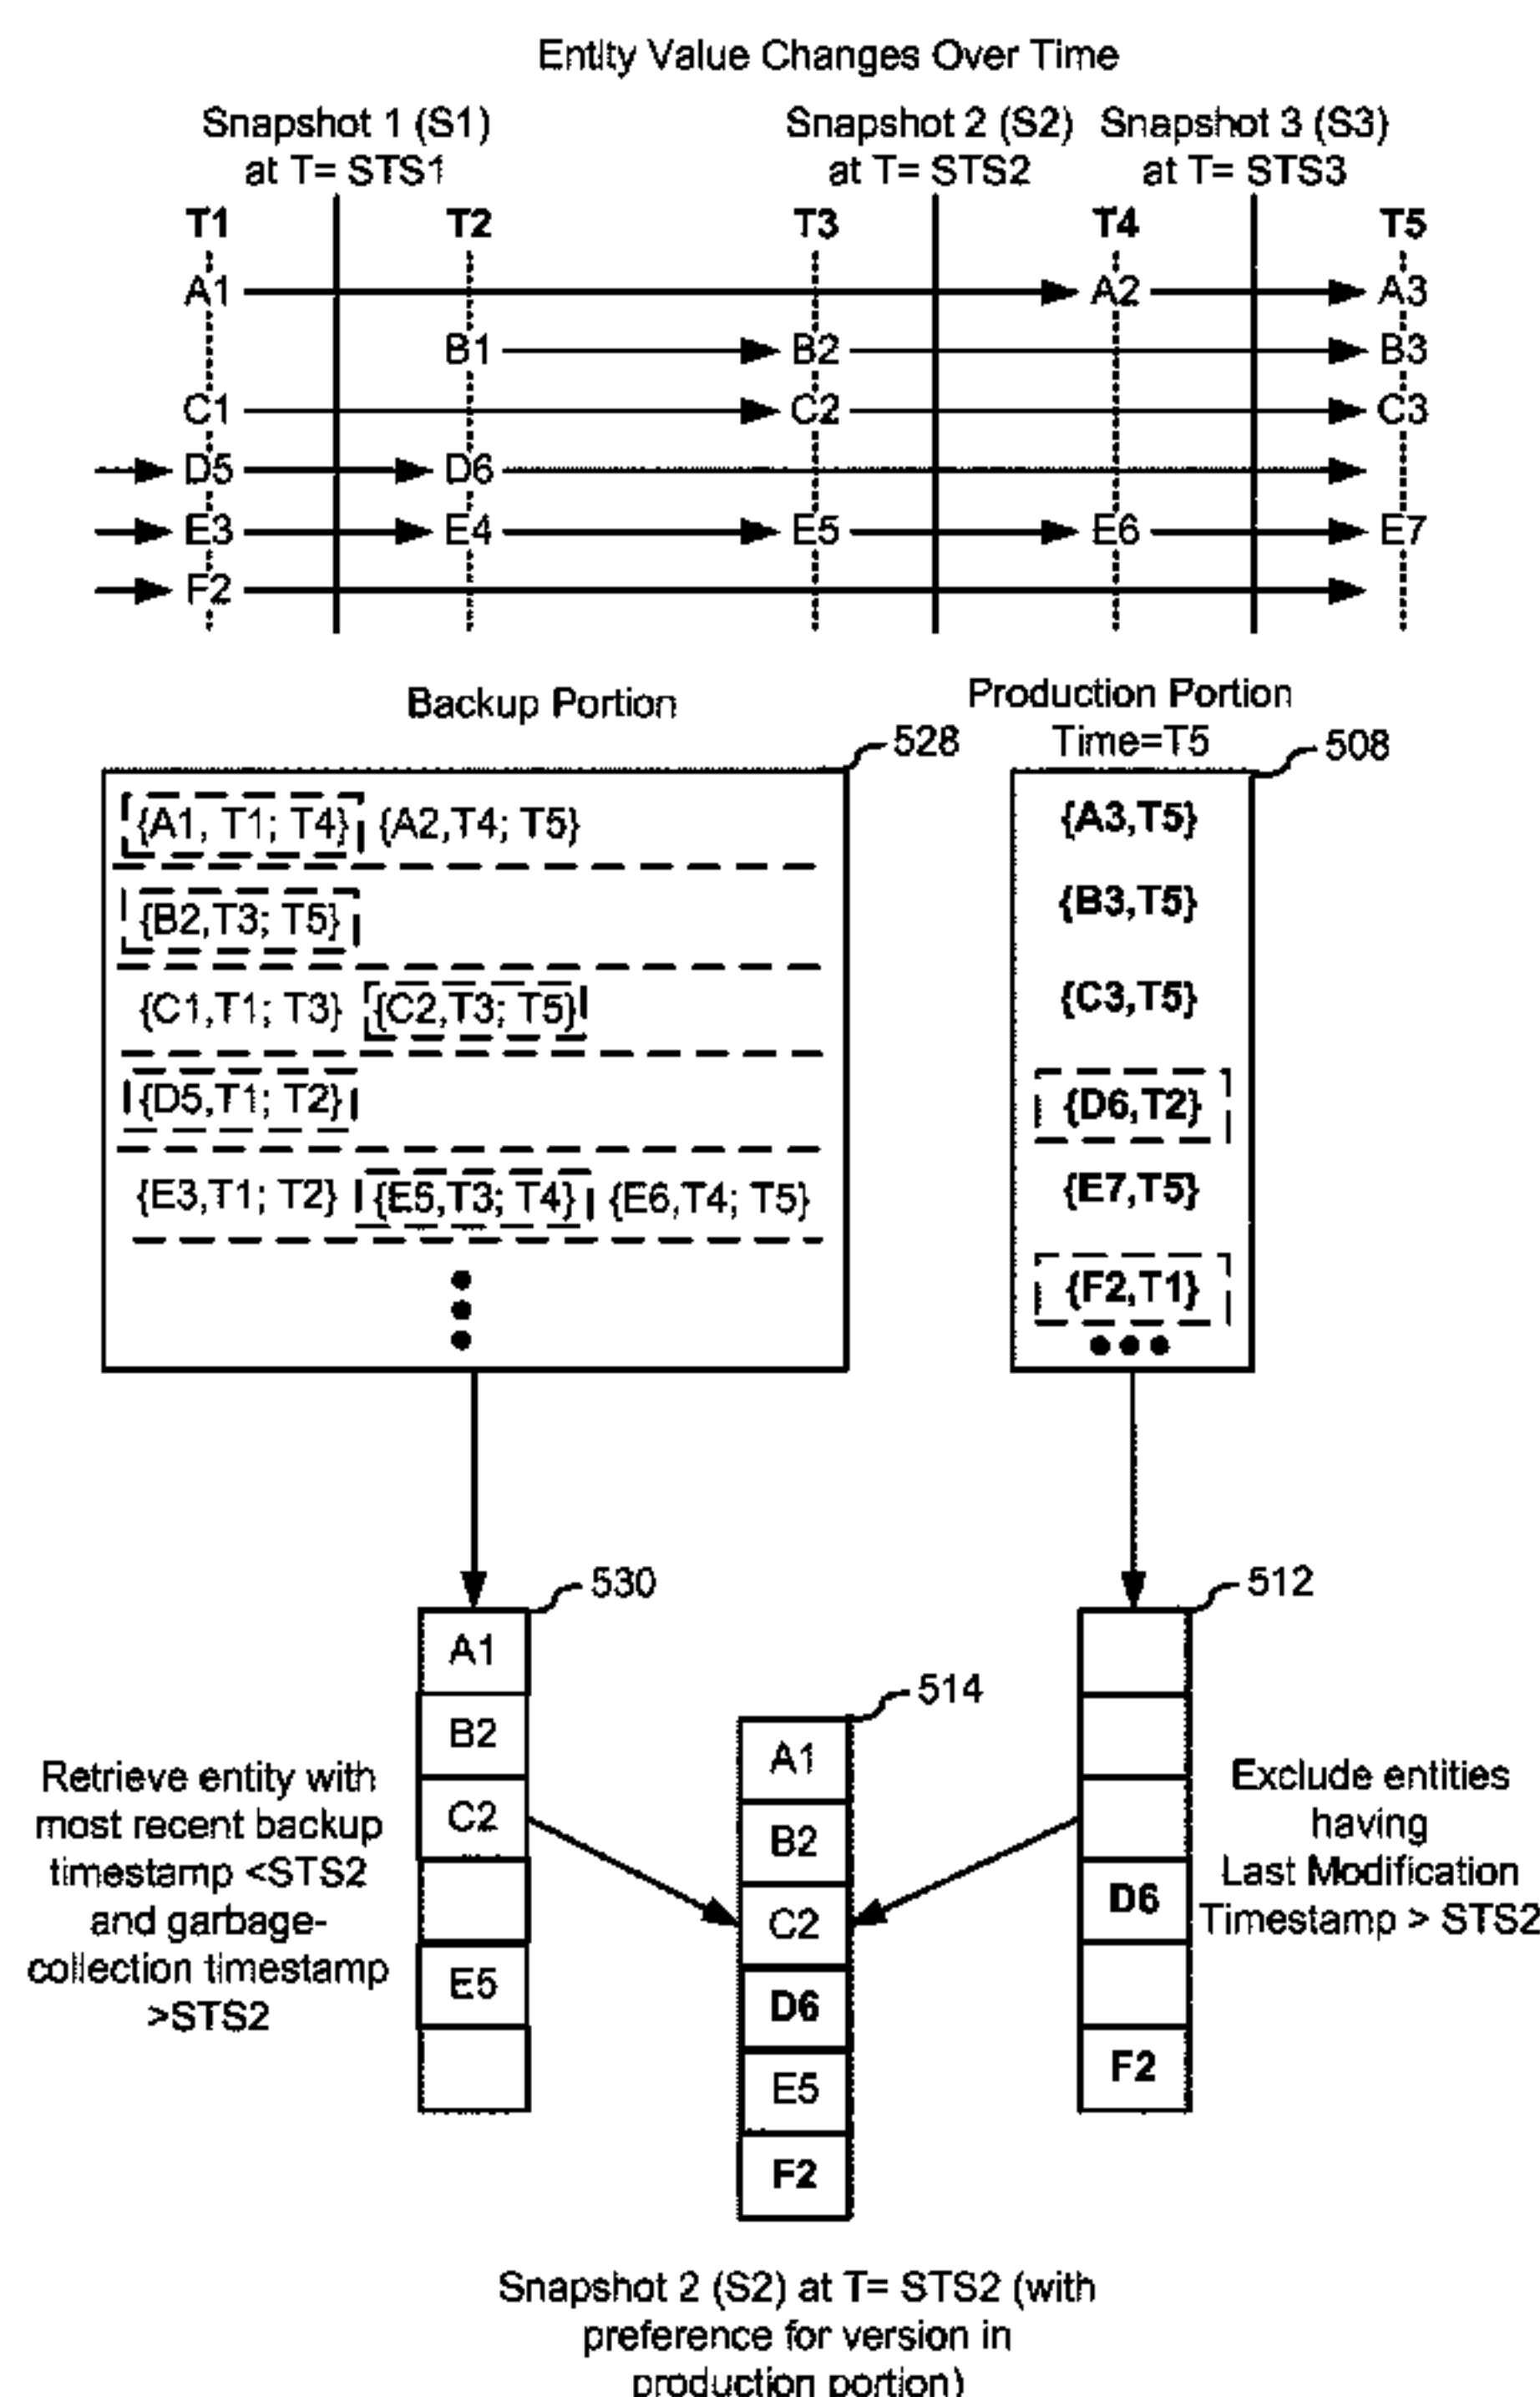 Entity Value Changes Over Time
Snapshot 1 (S1)
at T= STS1
Snapshot 2 (S2)
at T= STS2
Snapshot 3 (S3)
at T= STS3
T1 T2 T3 T4 T5
A1 A2 A3
B1 B2 B3
C1 C2 C3
D5 D6
E3 E4 E5 E6 E7
F2
Backup Portion
528
Production Portion
Time=T5
508
{A1, T1; T4} {A2,T4; T5}
{B2,T3; T5}
{C1,T1; T3} {C2,T3; T5}
{D5,T1; T2}
{E3,T1; T2} {E5,T3; T4} {E6,T4; T5}
{A3,T5}
{B3,T5}
{C3,T5}
{D6,T2}
{E7,T5}
{F2,T1}
530
A1
B2
C2
E5
Retrieve entity with
most recent backup
timestamp <STS2
and garbage-
collection timestamp
>STS2
514
A1
B2
C2
D6
E5
F2
512
D6
F2
Exclude entities
having
Last Modification
Timestamp > STS2
Snapshot 2 (S2) at T= STS2 (with
preference for version in
production portion)